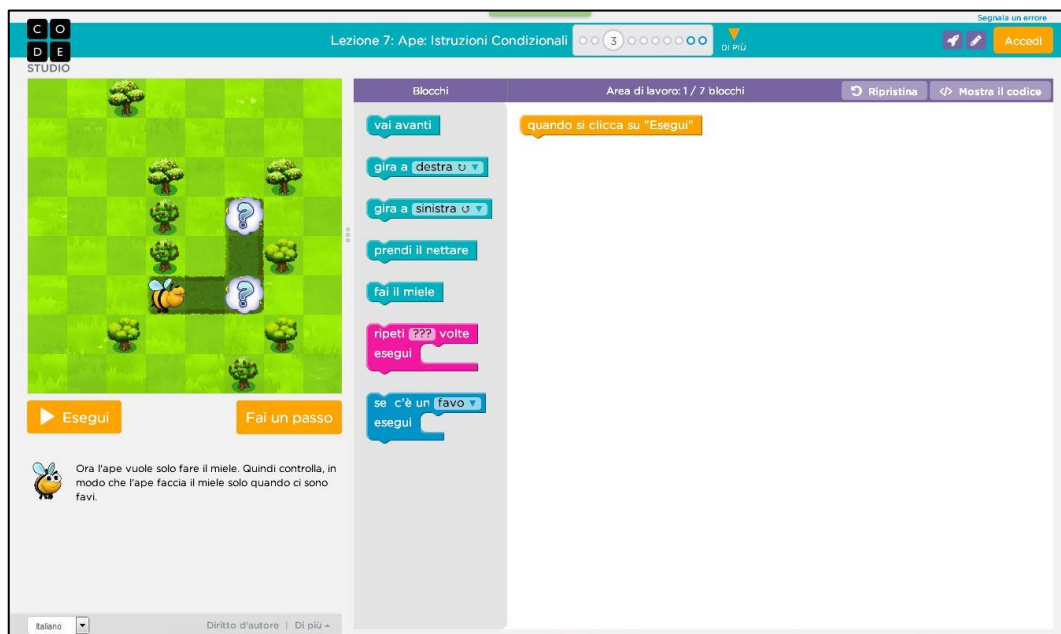 Segnala un errore
C O
D E
STUDIO
Lezione 7: Ape: Istruzioni Condizionali
3
DI PIÙ
Accedi
Blocchi
Area di lavoro: 1 / 7 blocchi
Ripristina
</> Mostra il codice
vai avanti
gira a destra ↻ ▼
gira a sinistra ↺ ▼
prendi il nettare
fai il miele
ripeti ??? volte
esegui
se c'è un favo ▼
esegui
quando si clicca su "Esegui"
?
?
Esegui
Fai un passo
Ora l'ape vuole solo fare il miele. Quindi controlla, in
modo che l'ape faccia il miele solo quando ci sono
favi.
Italiano
Diritto d'autore | Di più